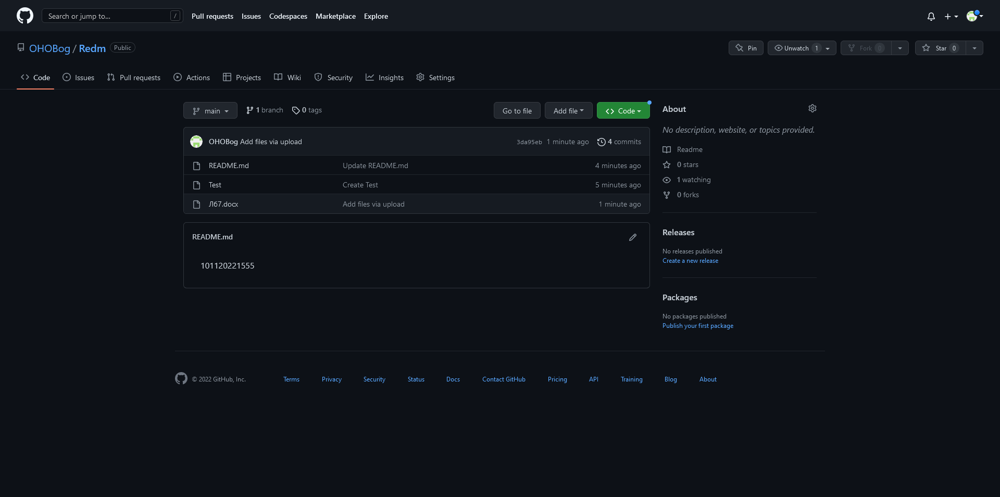 Search or jump to... /
Pull requests Issues Codespaces Marketplace Explore
OHOBog / Redm Public
Pin Unwatch 1 Fork 0 Star 0
Code Issues Pull requests Actions Projects Wiki Security Insights Settings
main 1 branch 0 tags Go to file Add file Code
OHOBog Add files via upload 3da95eb 1 minute ago 4 commits
README.md Update README.md 4 minutes ago
Test Create Test 5 minutes ago
Л67.docx Add files via upload 1 minute ago
README.md
101120221555
About
No description, website, or topics provided.
Readme
0 stars
1 watching
0 forks
Releases
No releases published
Create a new release
Packages
No packages published
Publish your first package
© 2022 GitHub, Inc. Terms Privacy Security Status Docs Contact GitHub Pricing API Training Blog About